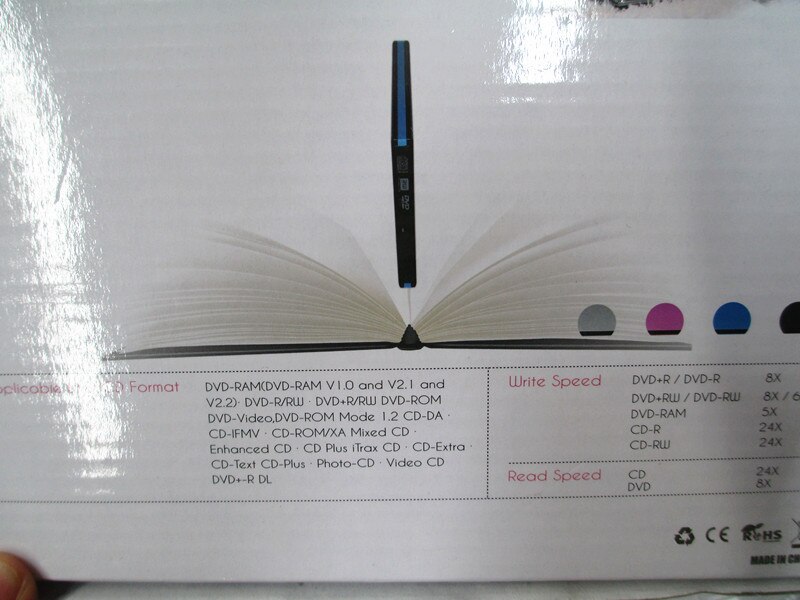 DVD
Format
DVD-RAM(DVD-RAM V1.0 and V2.1 and
V2.2) · DVD-R/RW · DVD+R/RW DVD-ROM
DVD-Video,DVD-ROM Mode 1.2 CD-DA ·
CD-IFMV · CD-ROM/XA Mixed CD ·
Enhanced CD · CD Plus iTrax CD · CD-Extra ·
CD-Text CD-Plus · Photo-CD · Video CD
DVD+-R DL
Write Speed
DVD+R / DVD-R 8X
DVD+RW / DVD-RW 8X / 6
DVD-RAM 5X
CD-R 24X
CD-RW 24X
Read Speed
CD 24X
DVD 8X
CE RoHS
MADE IN CH